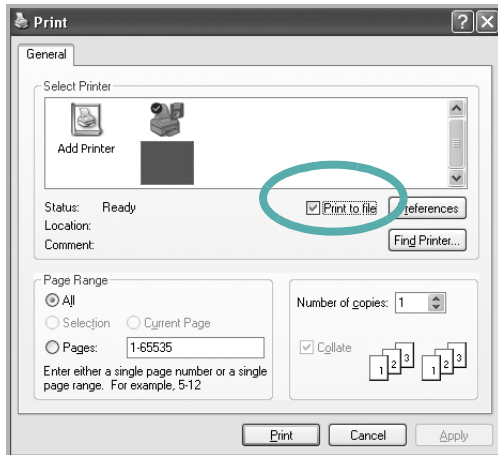 Print
General
Select Printer
Add Printer
Status: Ready
Print to file
Location:
Comment:
Find Printer...
Page Range
All
Selection Current Page
Pages: 1-65535
Enter either a single page number or a single
page range. For example, 5-12
Number of copies: 1
Collate
1 2 3 1 2 3
Print Cancel Apply